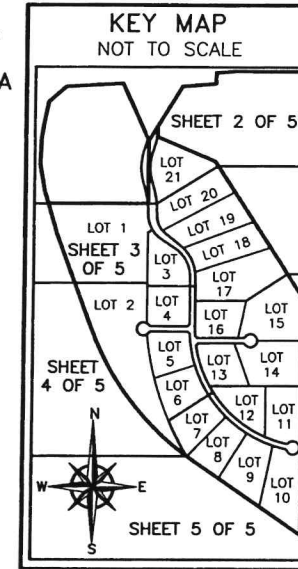 KEY MAP
NOT TO SCALE
A
SHEET 2 OF 5
LOT
21
LOT 20
LOT 19
LOT 18
LOT 1
SHEET 3
OF 5
LOT
3
LOT
17
LOT 2
LOT
4
LOT
16
LOT
15
SHEET
4 OF 5
LOT
5
LOT
13
LOT
14
LOT
6
LOT
12
LOT
11
LOT
7
LOT
8
LOT
9
LOT
10
N
W
E
S
SHEET 5 OF 5